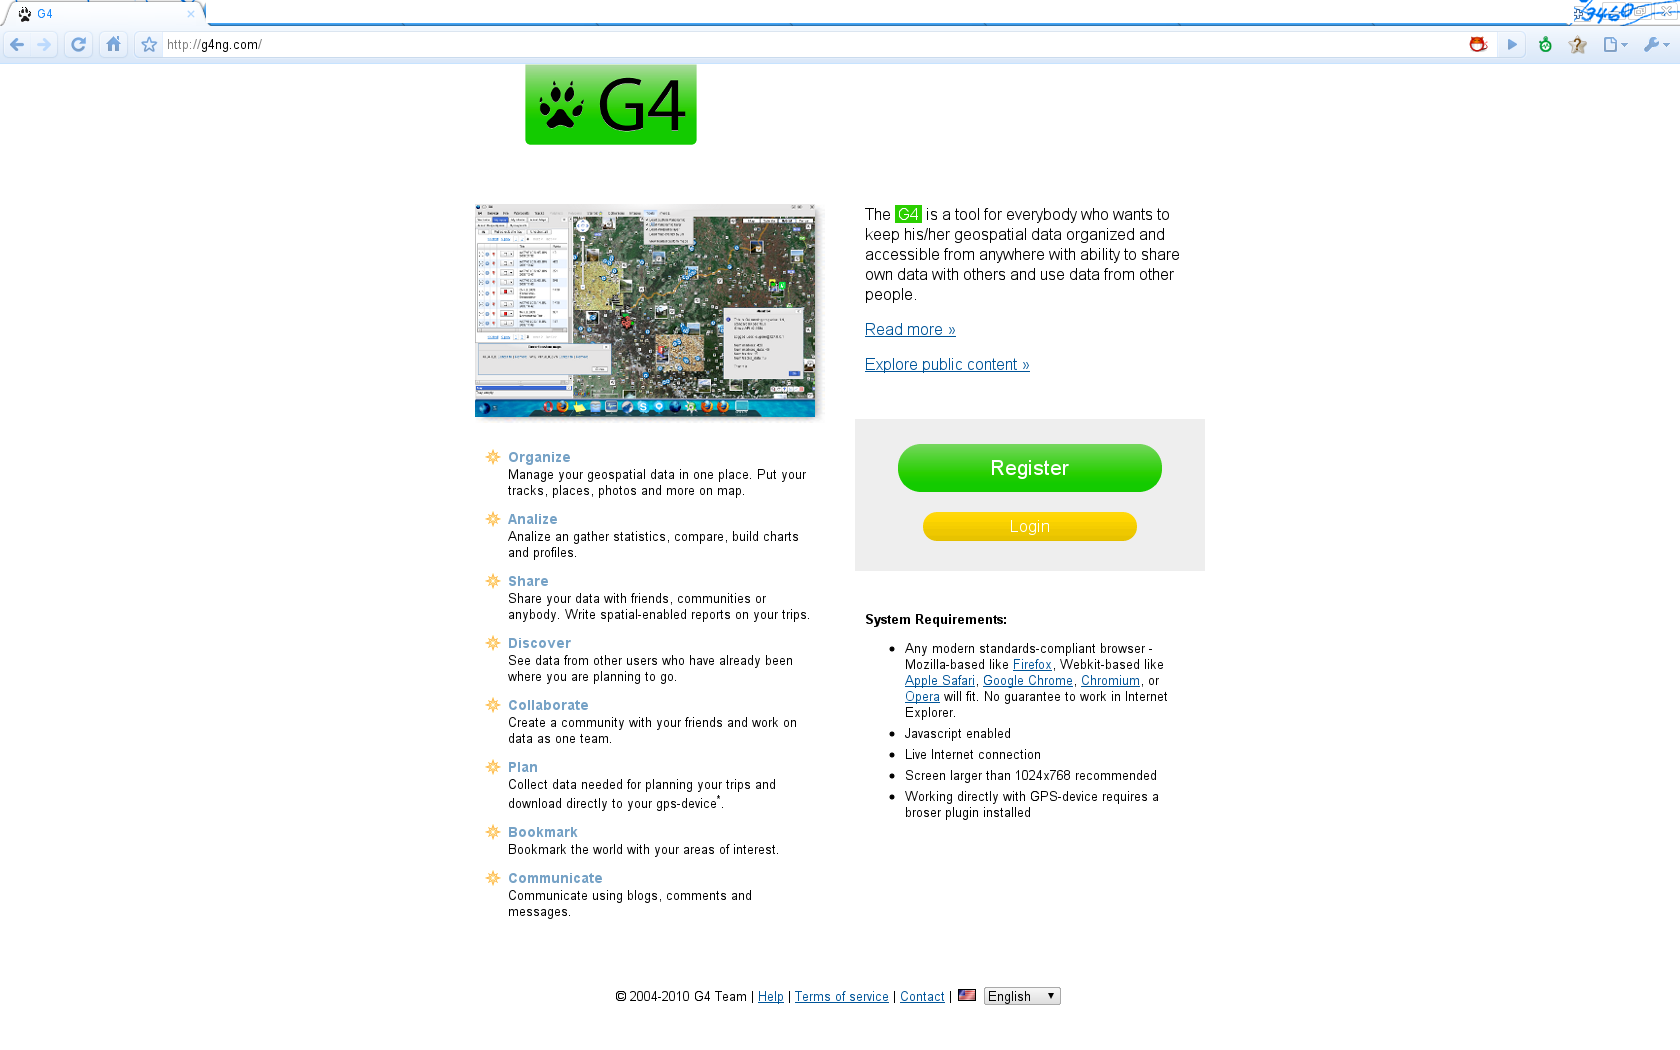 G4
3460
http://g4ng.com/
G4
The G4 is a tool for everybody who wants to
keep his/her geospatial data organized and
accessible from anywhere with ability to share
own data with others and use data from other
people.
Read more »
Explore public content »
Register
Login
Organize
Manage your geospatial data in one place. Put your
tracks, places, photos and more on map.
Analize
Analize an gather statistics, compare, build charts
and profiles.
Share
Share your data with friends, communities or
anybody. Write spatial-enabled reports on your trips.
Discover
See data from other users who have already been
where you are planning to go.
Collaborate
Create a community with your friends and work on
data as one team.
Plan
Collect data needed for planning your trips and
download directly to your gps-device*.
Bookmark
Bookmark the world with your areas of interest.
Communicate
Communicate using blogs, comments and
messages.
System Requirements:
Any modern standards-compliant browser -
Mozilla-based like Firefox, Webkit-based like
Apple Safari, Google Chrome, Chromium, or
Opera will fit. No guarantee to work in Internet
Explorer.
Javascript enabled
Live Internet connection
Screen larger than 1024x768 recommended
Working directly with GPS-device requires a
broser plugin installed
© 2004-2010 G4 Team | Help | Terms of service | Contact | English